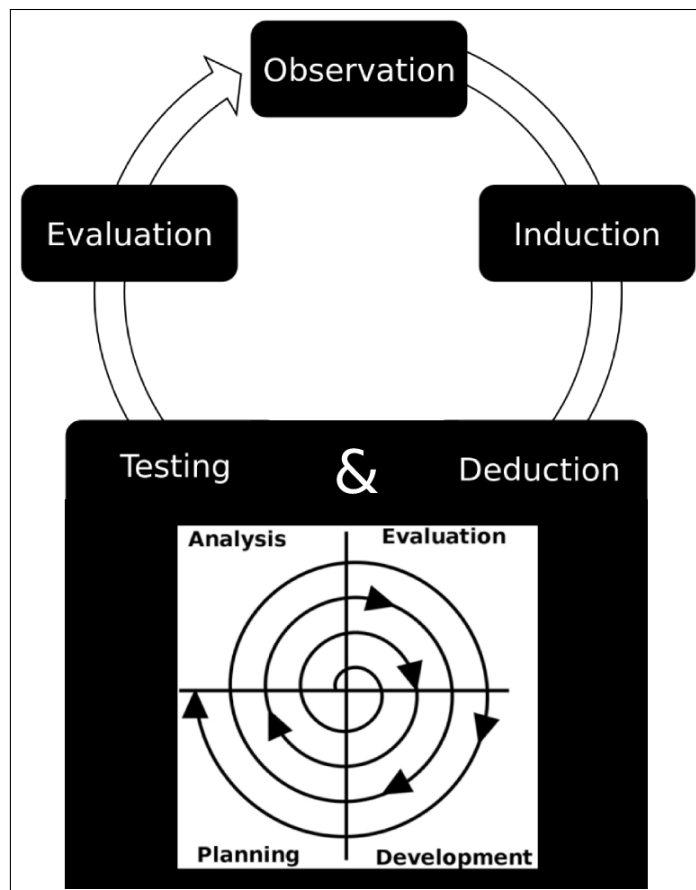 Observation
Evaluation
Induction
Testing & Deduction
Analysis
Evaluation
Planning
Development